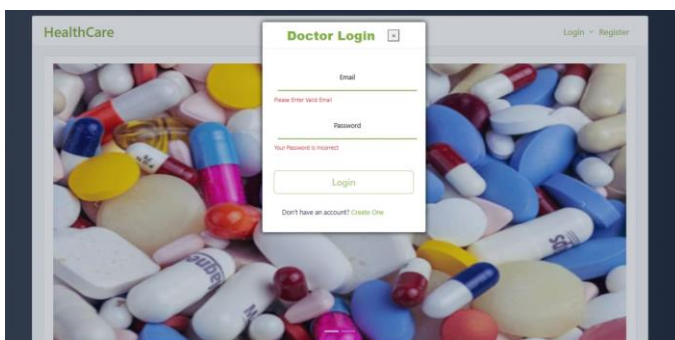 HealthCare
Login Register
Doctor Login
Email
Please Enter Valid Email
Password
Your Password is Incorrect
Login
Don't have an account? Create One